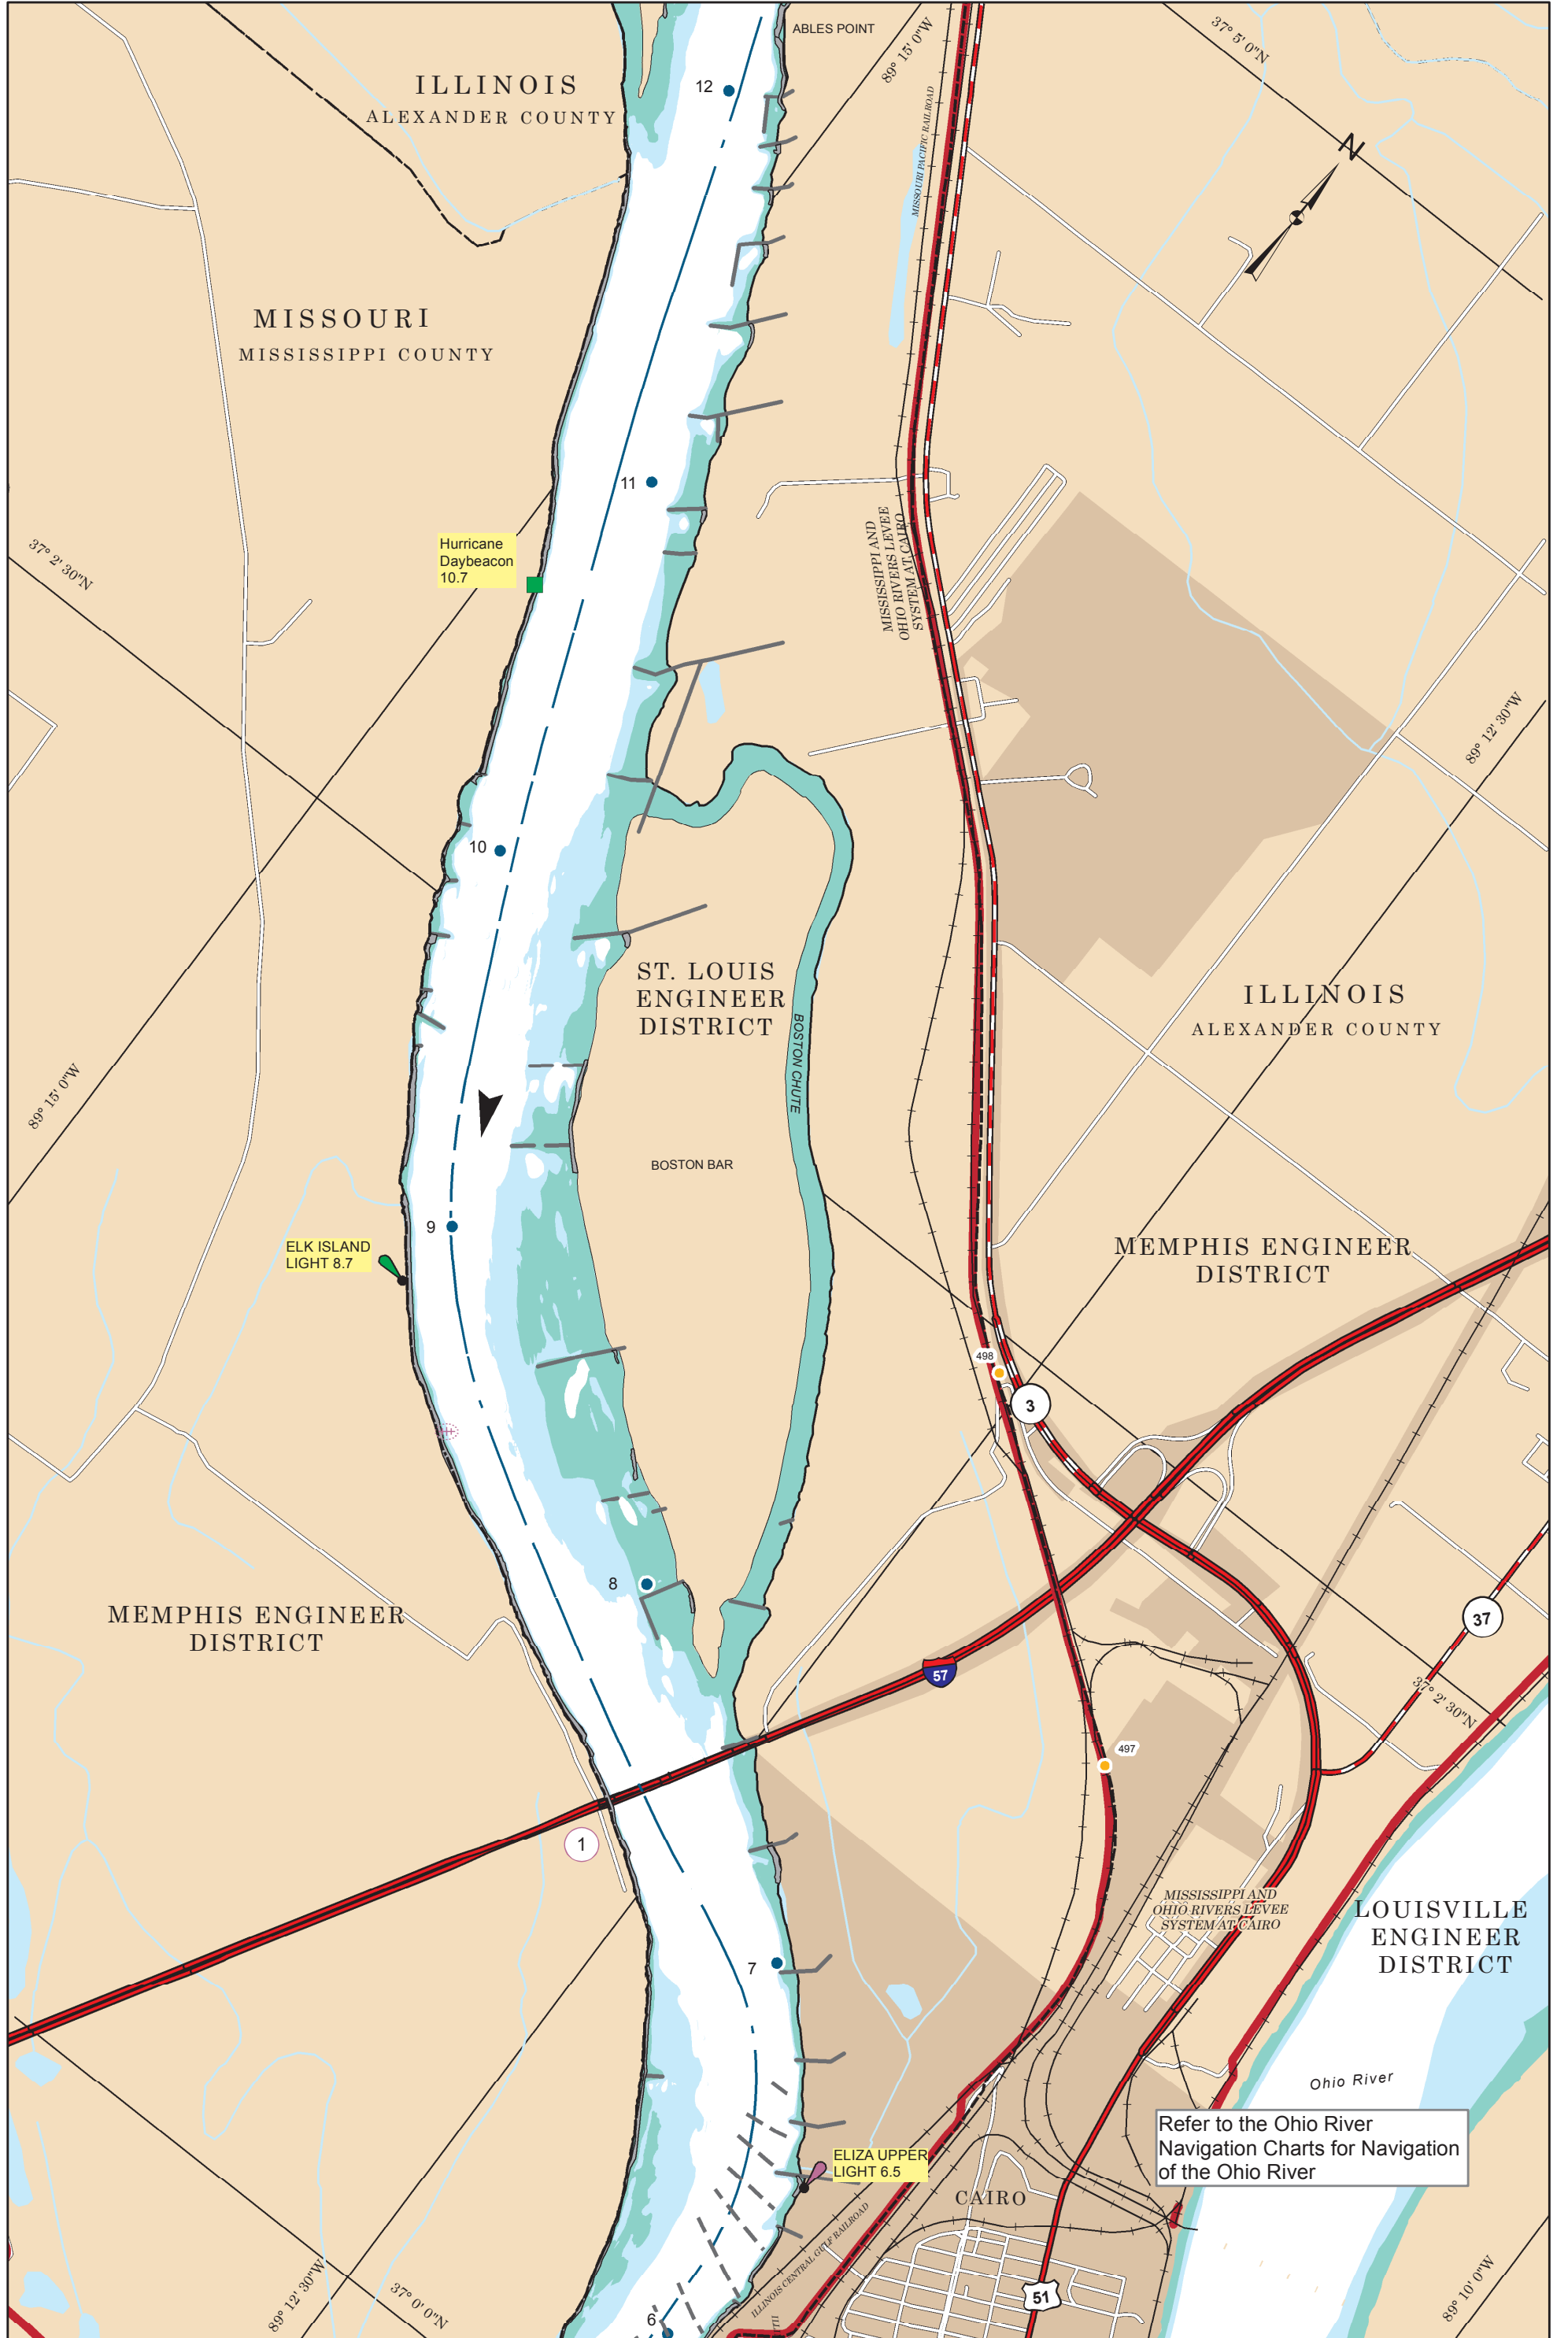 ABLES POINT
89° 15' 0"W
37° 5' 0"N
12
ILLINOIS
ALEXANDER COUNTY
MISSOURI PACIFIC RAILROAD
N
MISSOURI
MISSISSIPPI COUNTY
11
MISSISSIPPI AND
OHIO RIVERS LEVEE
SYSTEM AT CAIRO
Hurricane
Daybeacon
10.7
37° 2' 30"N
89° 12' 30"W
10
ST. LOUIS
ENGINEER
DISTRICT
ILLINOIS
ALEXANDER COUNTY
BOSTON CHUTE
89° 15' 0"W
BOSTON BAR
9
ELK ISLAND
LIGHT 8.7
MEMPHIS ENGINEER
DISTRICT
498
3
8
MEMPHIS ENGINEER
DISTRICT
37
57
37° 2' 30"N
497
1
MISSISSIPPI AND
OHIO RIVERS LEVEE
SYSTEM AT CAIRO
LOUISVILLE
ENGINEER
DISTRICT
7
Ohio River
Refer to the Ohio River
Navigation Charts for Navigation
of the Ohio River
ELIZA UPPER
LIGHT 6.5
CAIRO
ILLINOIS CENTRAL GULF RAILROAD
89° 12' 30"W
37° 0' 0"N
51
89° 10' 0"W
6